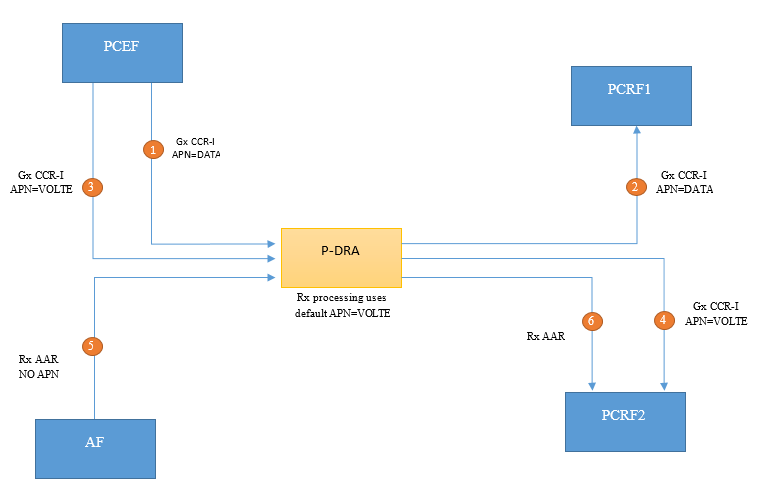 PCEF
PCRF1
1
Gx CCR-I
APN=DATA
Gx CCR-I
APN=VOLTE
3
2
Gx CCR-I
APN=DATA
P-DRA
Rx processing uses
default APN=VOLTE
Gx CCR-I
APN=VOLTE
4
6
Rx AAR
5
Rx AAR
NO APN
PCRF2
AF